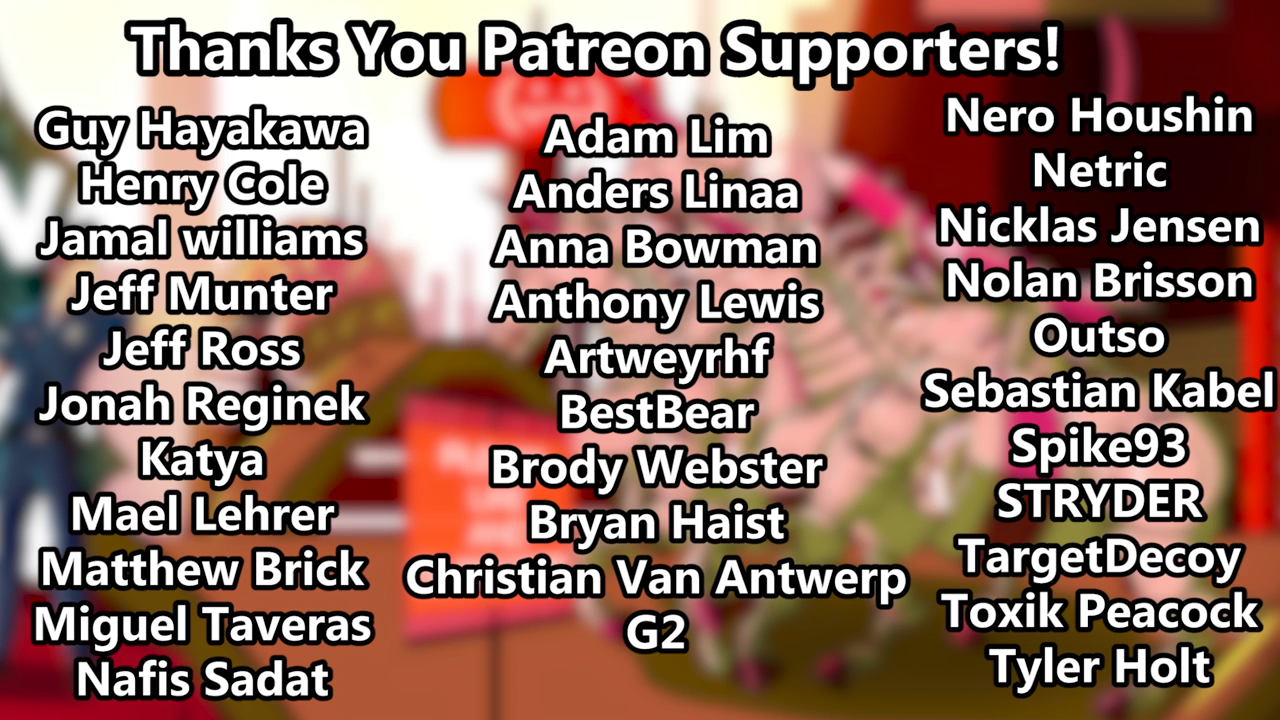 Thanks You Patreon Supporters!
Guy Hayakawa
Henry Cole
Jamal williams
Jeff Munter
Jeff Ross
Jonah Reginek
Katya
Mael Lehrer
Matthew Brick
Miguel Taveras
Nafis Sadat
Adam Lim
Anders Linaa
Anna Bowman
Anthony Lewis
Artweyrhf
BestBear
Brody Webster
Bryan Haist
Christian Van Antwerp
G2
Nero Houshin
Netric
Nicklas Jensen
Nolan Brisson
Outso
Sebastian Kabel
Spike93
STRYDER
TargetDecoy
Toxik Peacock
Tyler Holt